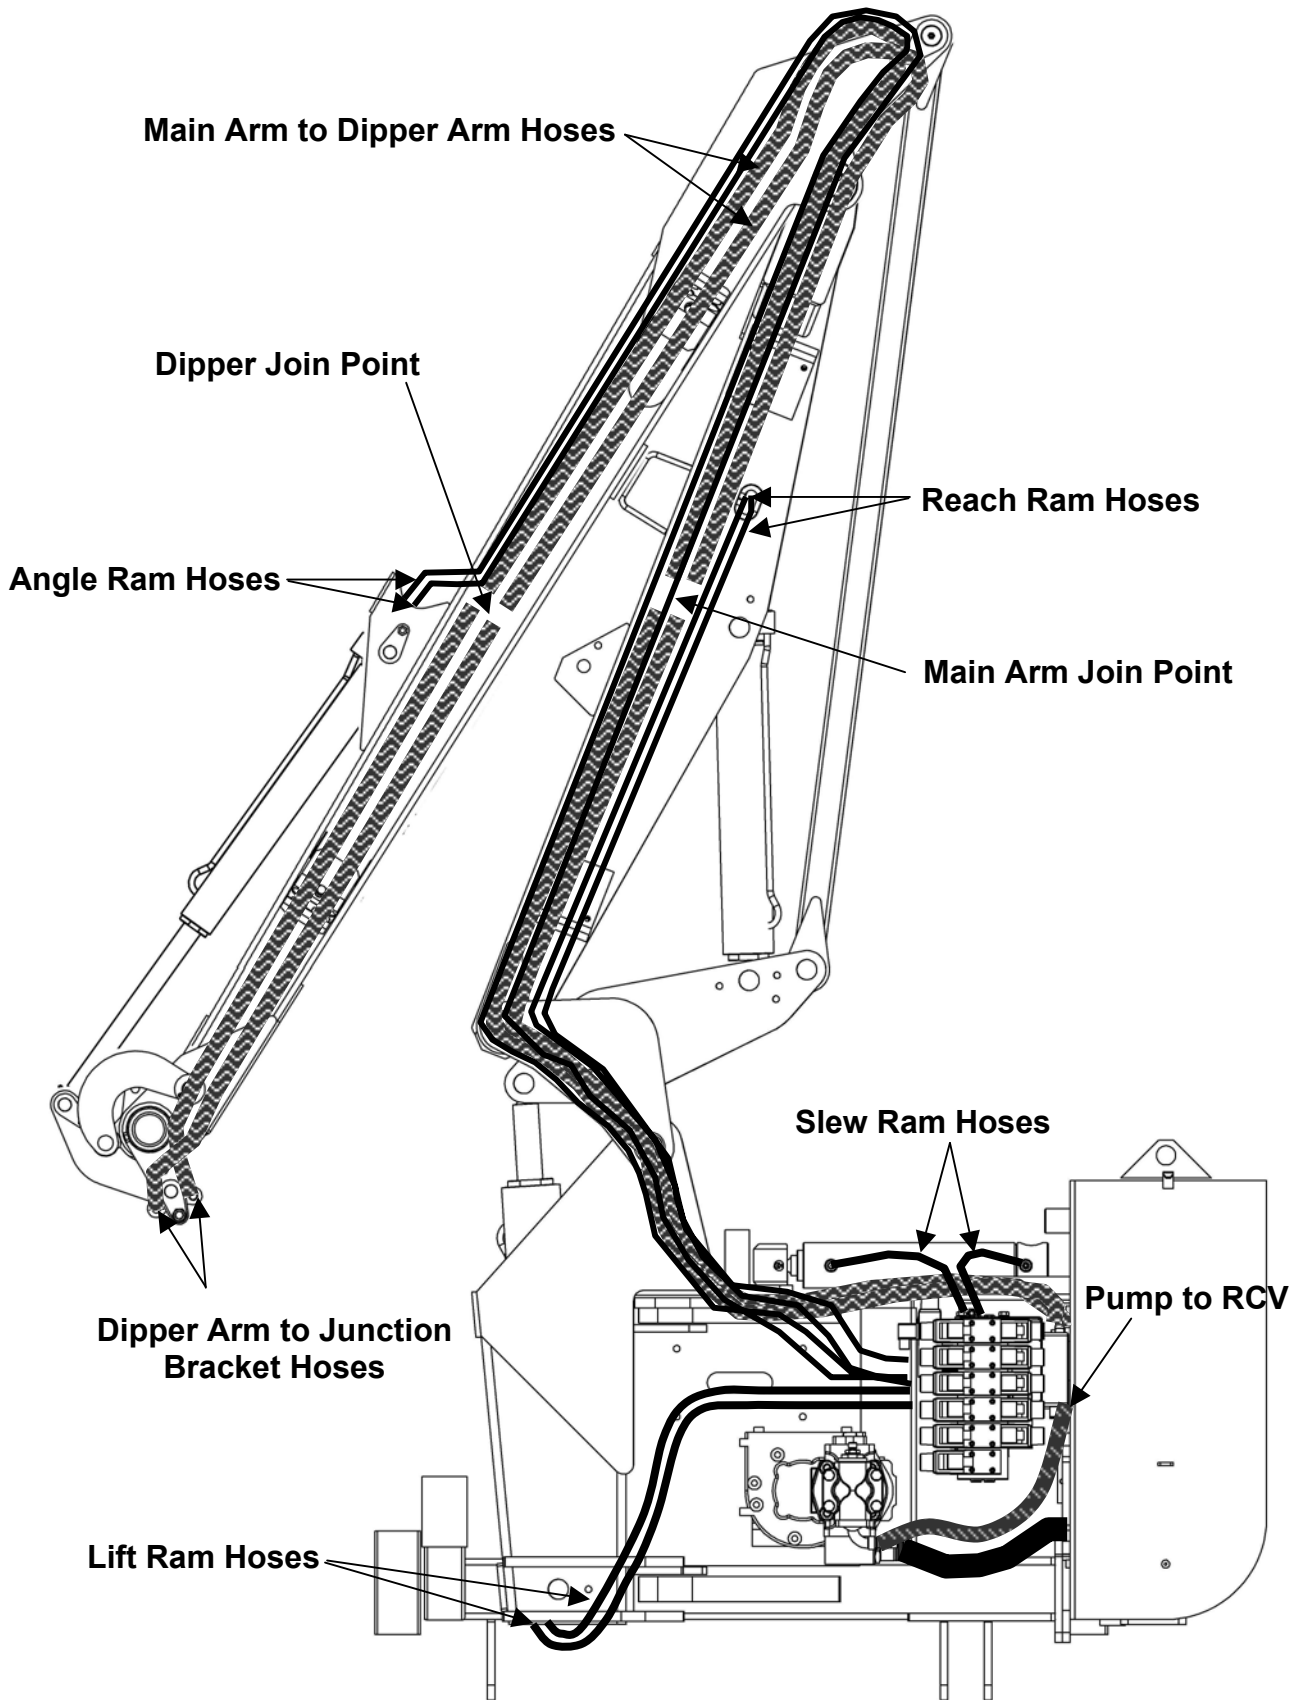 Main Arm to Dipper Arm Hoses
Dipper Join Point
Reach Ram Hoses
Angle Ram Hoses
Main Arm Join Point
Slew Ram Hoses
Pump to RCV
Dipper Arm to Junction
Bracket Hoses
Lift Ram Hoses